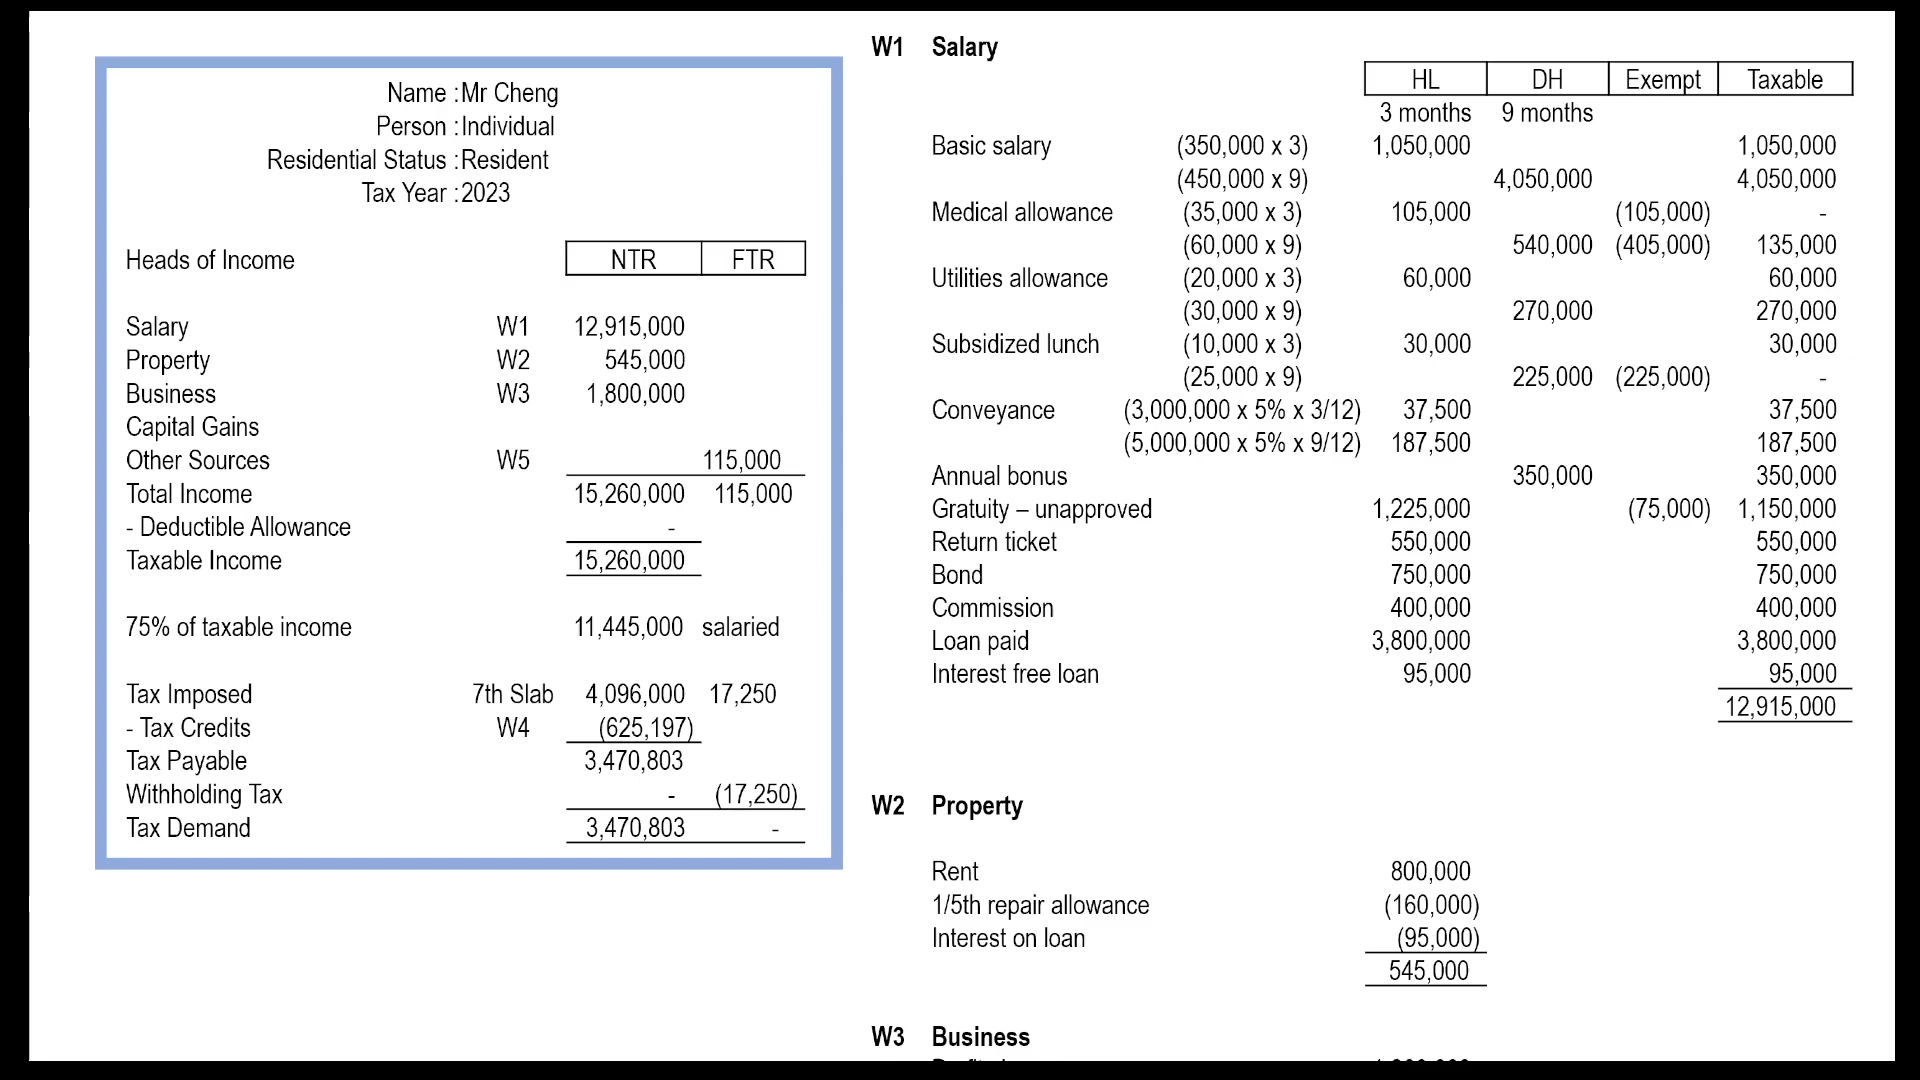 Name :Mr Cheng
Person :Individual
Residential Status :Resident
Tax Year :2023
Heads of Income NTR FTR
Salary W1 12,915,000
Property W2 545,000
Business W3 1,800,000
Capital Gains
Other Sources W5 115,000
Total Income 15,260,000 115,000
- Deductible Allowance -
Taxable Income 15,260,000
75% of taxable income 11,445,000 salaried
Tax Imposed 7th Slab 4,096,000 17,250
- Tax Credits W4 (625,197)
Tax Payable 3,470,803
Withholding Tax - (17,250)
Tax Demand 3,470,803 -
W1 Salary
HL DH Exempt Taxable
3 months 9 months
Basic salary (350,000 x 3) 1,050,000 1,050,000
(450,000 x 9) 4,050,000 4,050,000
Medical allowance (35,000 x 3) 105,000 (105,000) -
(60,000 x 9) 540,000 (405,000) 135,000
Utilities allowance (20,000 x 3) 60,000 60,000
(30,000 x 9) 270,000 270,000
Subsidized lunch (10,000 x 3) 30,000 30,000
(25,000 x 9) 225,000 (225,000) -
Conveyance (3,000,000 x 5% x 3/12) 37,500 37,500
(5,000,000 x 5% x 9/12) 187,500 187,500
Annual bonus 350,000 350,000
Gratuity – unapproved 1,225,000 (75,000) 1,150,000
Return ticket 550,000 550,000
Bond 750,000 750,000
Commission 400,000 400,000
Loan paid 3,800,000 3,800,000
Interest free loan 95,000 95,000
12,915,000
W2 Property
Rent 800,000
1/5th repair allowance (160,000)
Interest on loan (95,000)
545,000
W3 Business